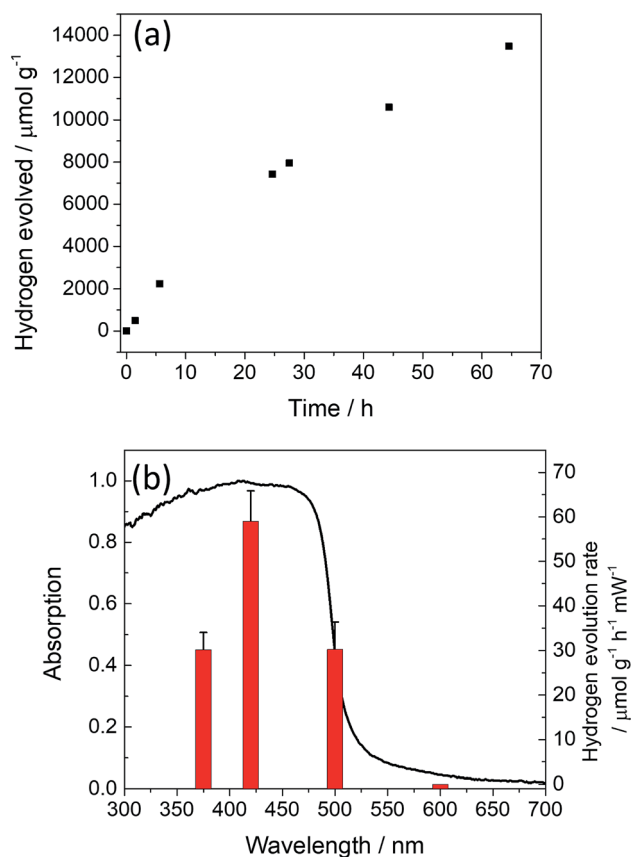 (a)
Hydrogen evolved / μmol g⁻¹
14000
12000
10000
8000
6000
4000
2000
0
0 10 20 30 40 50 60 70
Time / h
(b)
Absorption
1.0
0.8
0.6
0.4
0.2
0.0
70
60
50
40
30
20
10
0
Hydrogen evolution rate
/ μmol g⁻¹ h⁻¹ mW⁻¹
300 350 400 450 500 550 600 650 700
Wavelength / nm